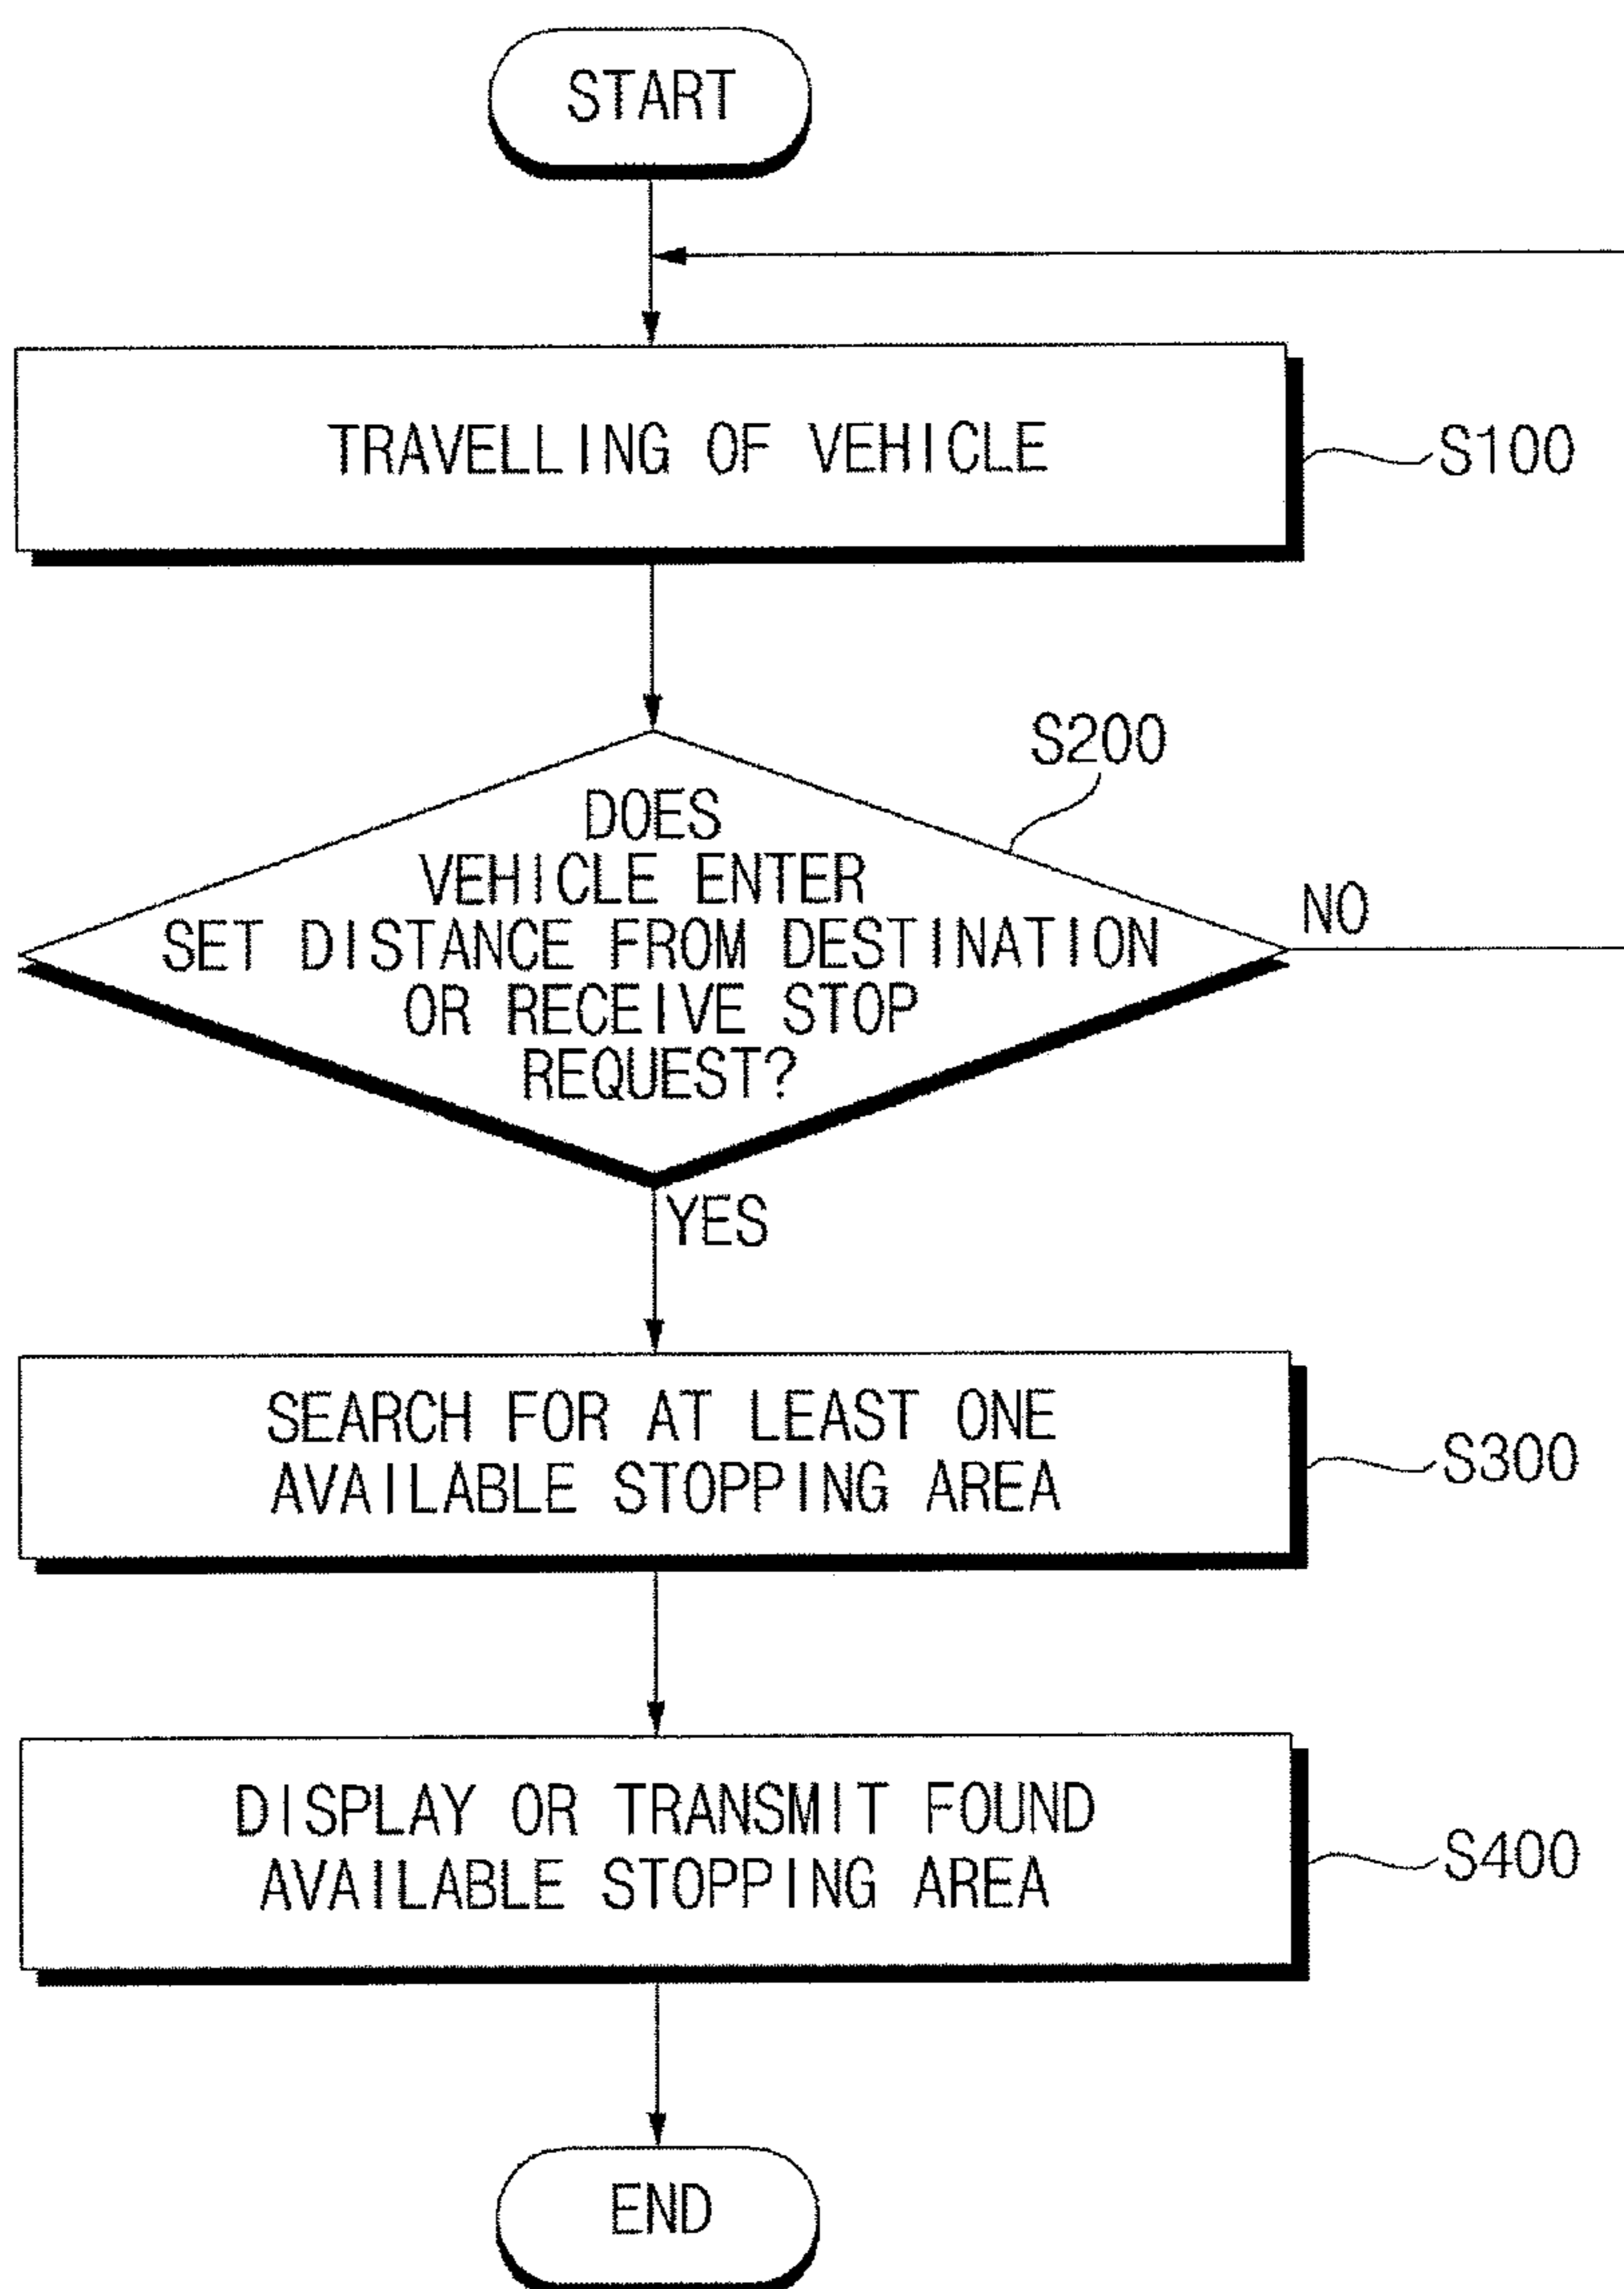 START
TRAVELLING OF VEHICLE
S100
S200
DOES
VEHICLE ENTER
SET DISTANCE FROM DESTINATION
OR RECEIVE STOP
REQUEST?
NO
YES
SEARCH FOR AT LEAST ONE
AVAILABLE STOPPING AREA
S300
DISPLAY OR TRANSMIT FOUND
AVAILABLE STOPPING AREA
S400
END